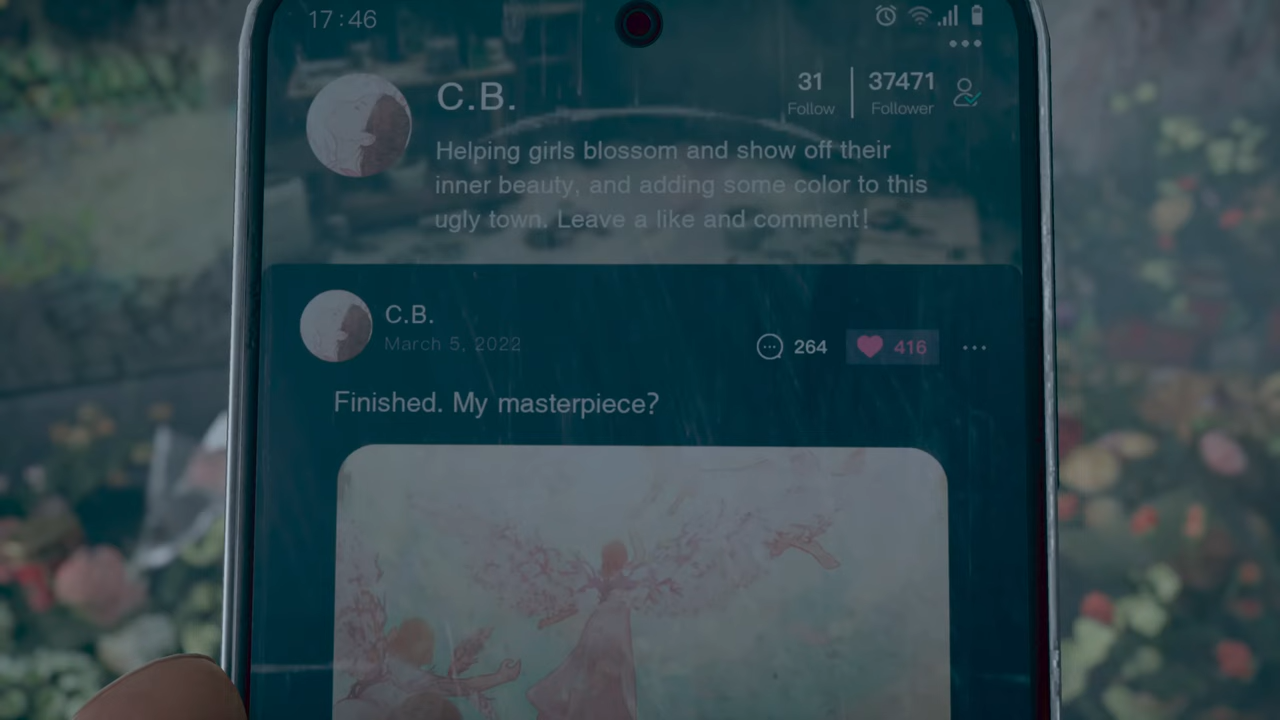 17:46
C.B.
31
Follow
37471
Follower
Helping girls blossom and show off their
inner beauty, and adding some color to this
ugly town. Leave a like and comment!
C.B.
March 5, 2022
264
416
Finished. My masterpiece?